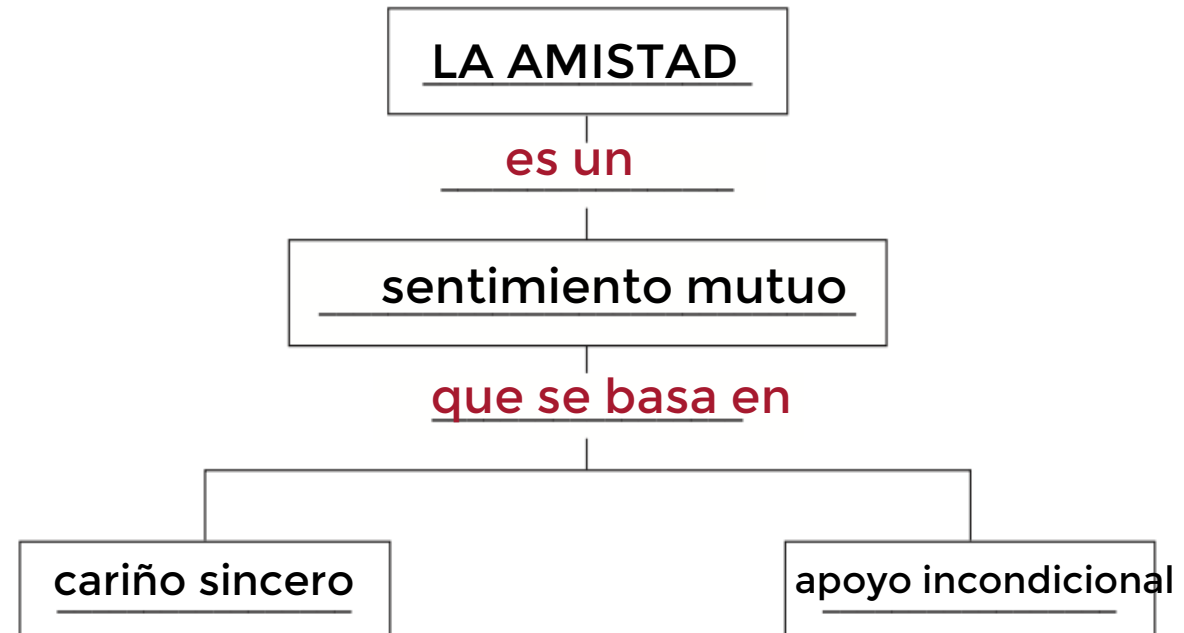 LA AMISTAD
es un
sentimiento mutuo
que se basa en
cariño sincero
apoyo incondicional